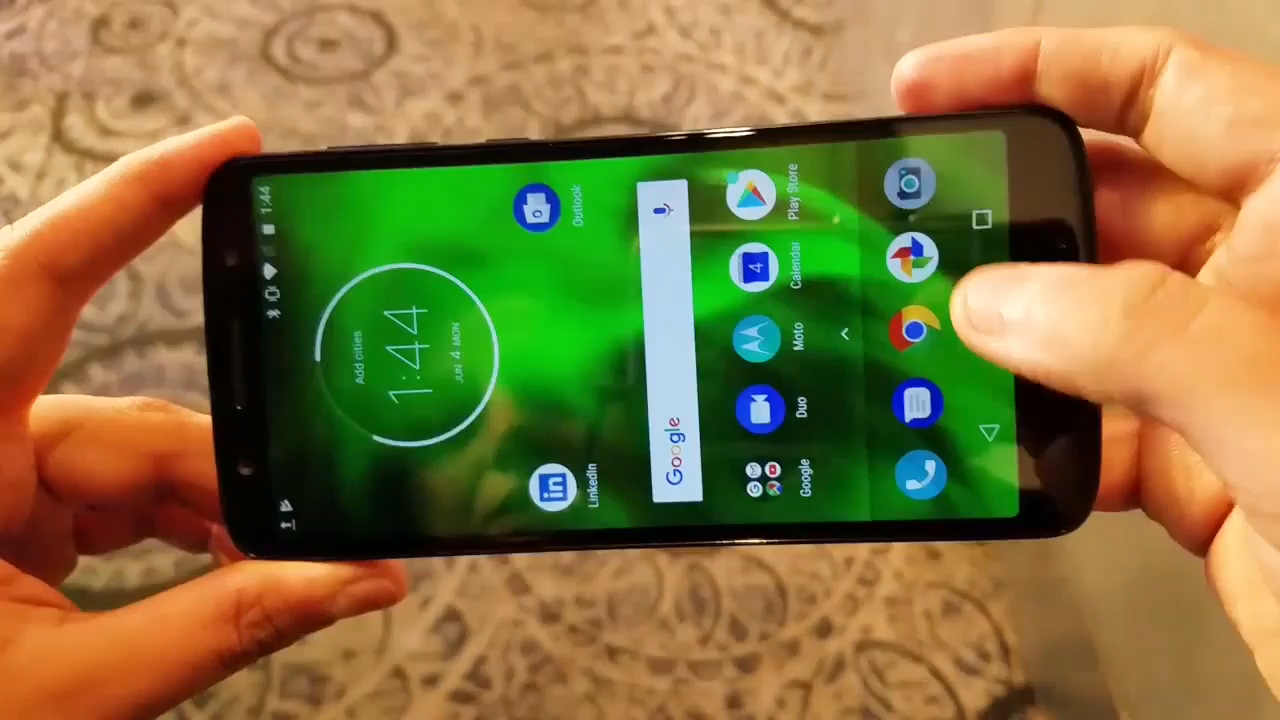 1:44
Add cities
1:44
JUN 4 MON
LinkedIn
Outlook
Google
Google
Duo
Moto
4
Calendar
Play Store